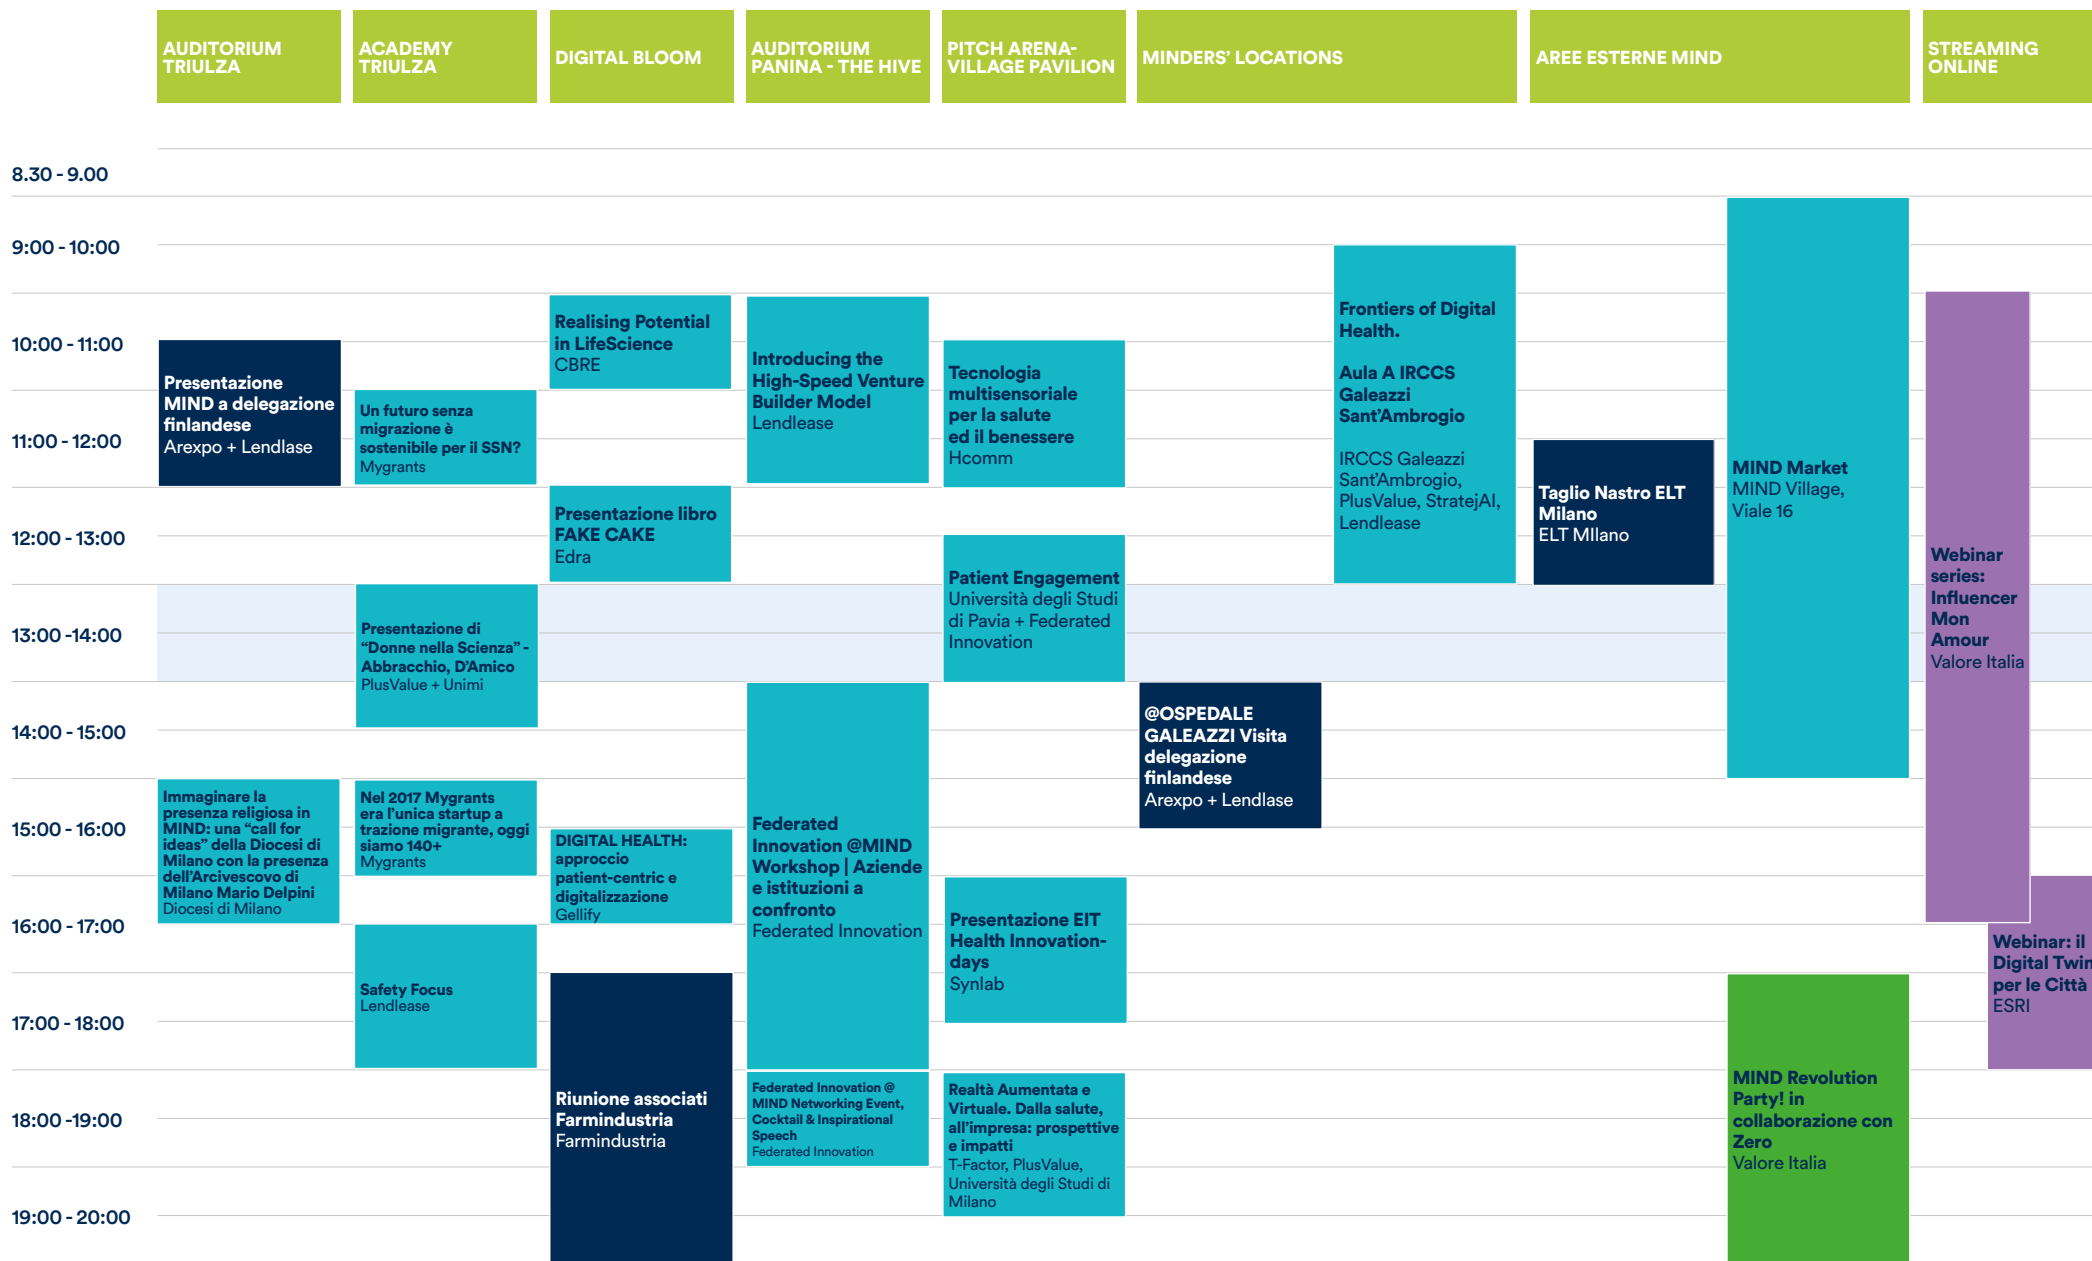 AUDITORIUM
TRIULZA
ACADEMY
TRIULZA
DIGITAL BLOOM
AUDITORIUM
PANINA - THE HIVE
PITCH ARENA-
VILLAGE PAVILION
MINDERS' LOCATIONS
AREE ESTERNE MIND
STREAMING
ONLINE
8.30 - 9.00
9:00 - 10:00
10:00 - 11:00
11:00 - 12:00
12:00 - 13:00
13:00 -14:00
14:00 - 15:00
15:00 - 16:00
16:00 - 17:00
17:00 - 18:00
18:00 -19:00
19:00 - 20:00
Presentazione
MIND a delegazione
finlandese
Arexpo + Lendlase
Immaginare la
presenza religiosa in
MIND: una “call for
ideas” della Diocesi di
Milano con la presenza
dell’Arcivescovo di
Milano Mario Delpini
Diocesi di Milano
Un futuro senza
migrazione è
sostenibile per il SSN?
Mygrants
Presentazione di
“Donne nella Scienza” -
Abbracchio, D’Amico
PlusValue + Unimi
Nel 2017 Mygrants
era l’unica startup a
trazione migrante, oggi
siamo 140+
Mygrants
Safety Focus
Lendlease
Realising Potential
in LifeScience
CBRE
Presentazione libro
FAKE CAKE
Edra
DIGITAL HEALTH:
approccio
patient-centric e
digitalizzazione
Gellify
Riunione associati
Farmindustria
Farmindustria
Introducing the
High-Speed Venture
Builder Model
Lendlease
Federated
Innovation @MIND
Workshop | Aziende
e istituzioni a
confronto
Federated Innovation
Federated Innovation @
MIND Networking Event,
Cocktail & Inspirational
Speech
Federated Innovation
Tecnologia
multisensoriale
per la salute
ed il benessere
Hcomm
Patient Engagement
Università degli Studi
di Pavia + Federated
Innovation
Presentazione EIT
Health Innovation-
days
Synlab
Realtà Aumentata e
Virtuale. Dalla salute,
all’impresa: prospettive
e impatti
T-Factor, PlusValue,
Università degli Studi di
Milano
@OSPEDALE
GALEAZZI Visita
delegazione
finlandese
Arexpo + Lendlase
Frontiers of Digital
Health.
Aula A IRCCS
Galeazzi
Sant’Ambrogio
IRCCS Galeazzi
Sant’Ambrogio,
PlusValue, StratejAI,
Lendlease
Taglio Nastro ELT
Milano
ELT MIlano
MIND Market
MIND Village,
Viale 16
MIND Revolution
Party! in
collaborazione con
Zero
Valore Italia
Webinar
series:
Influencer
Mon
Amour
Valore Italia
Webinar: il
Digital Twin
per le Città
ESRI